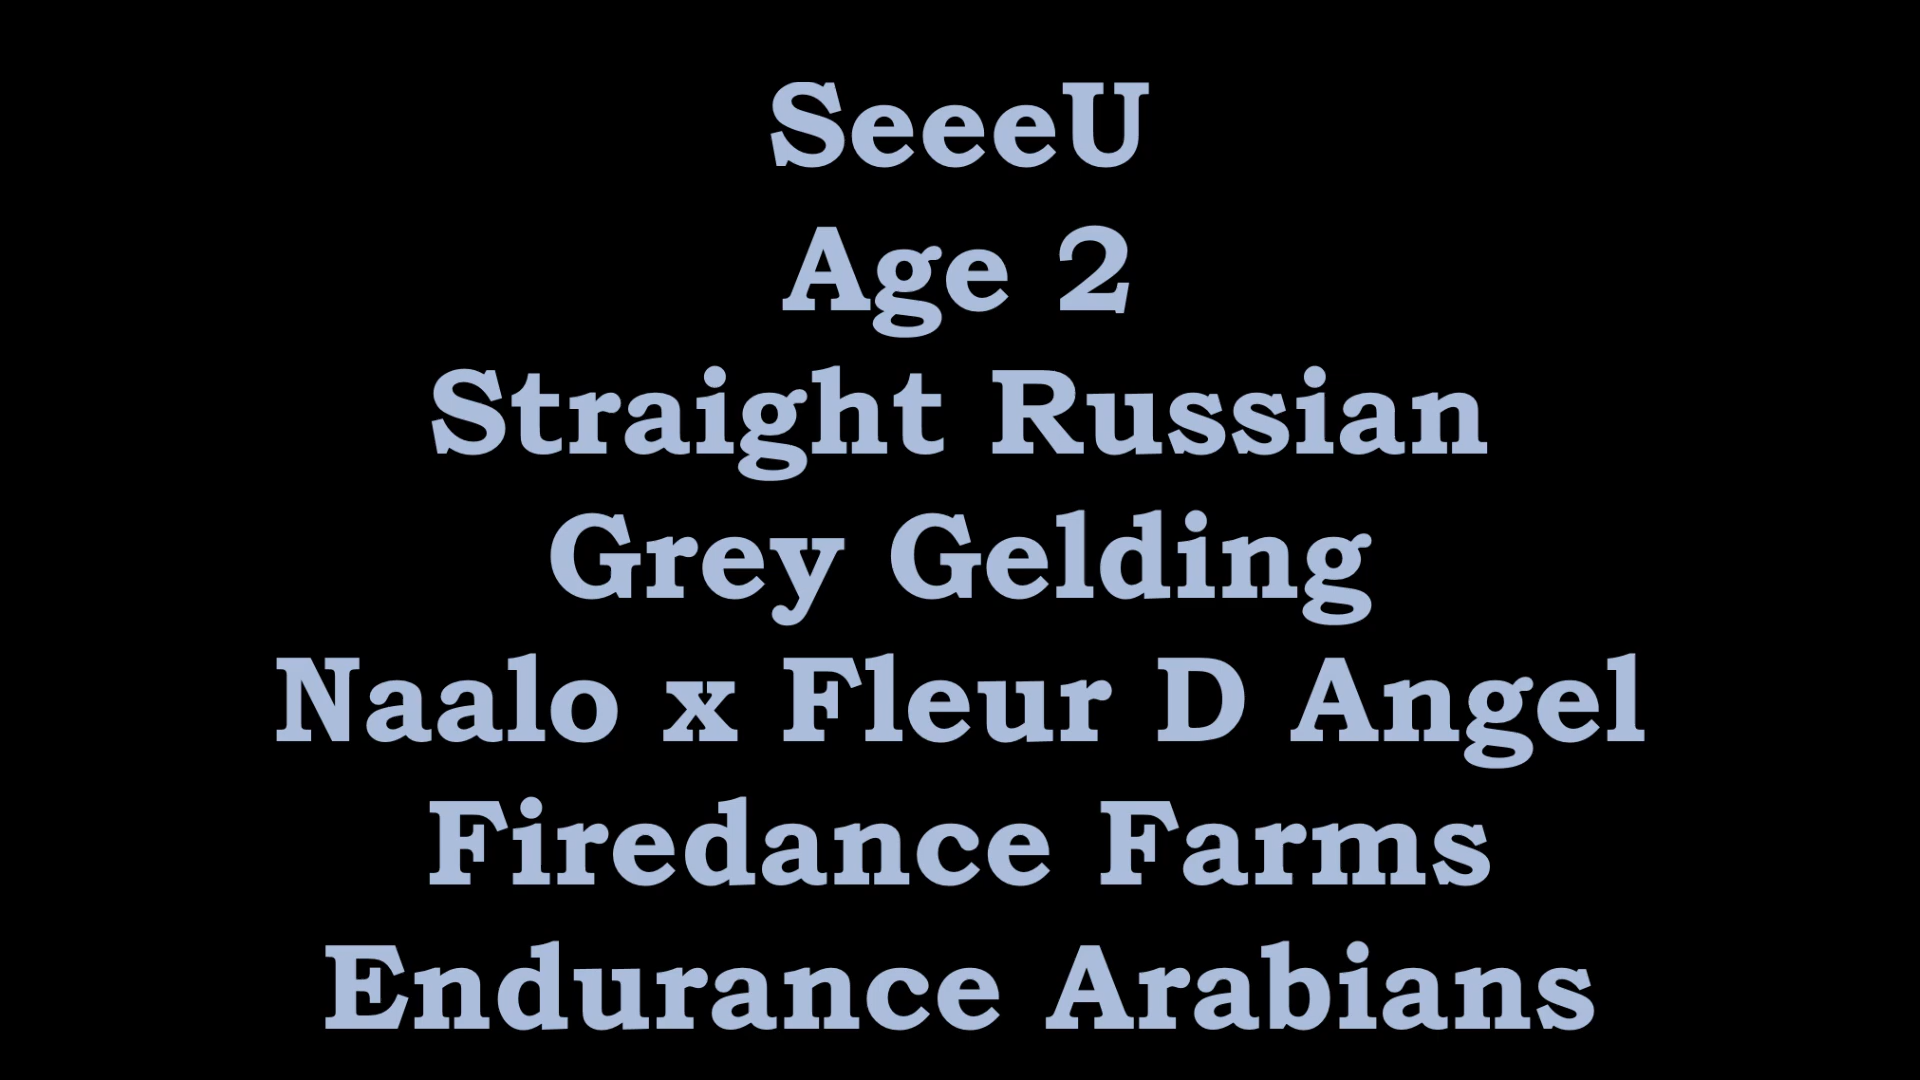 SeeeU
Age 2
Straight Russian
Grey Gelding
Naalo x Fleur D Angel
Firedance Farms
Endurance Arabians